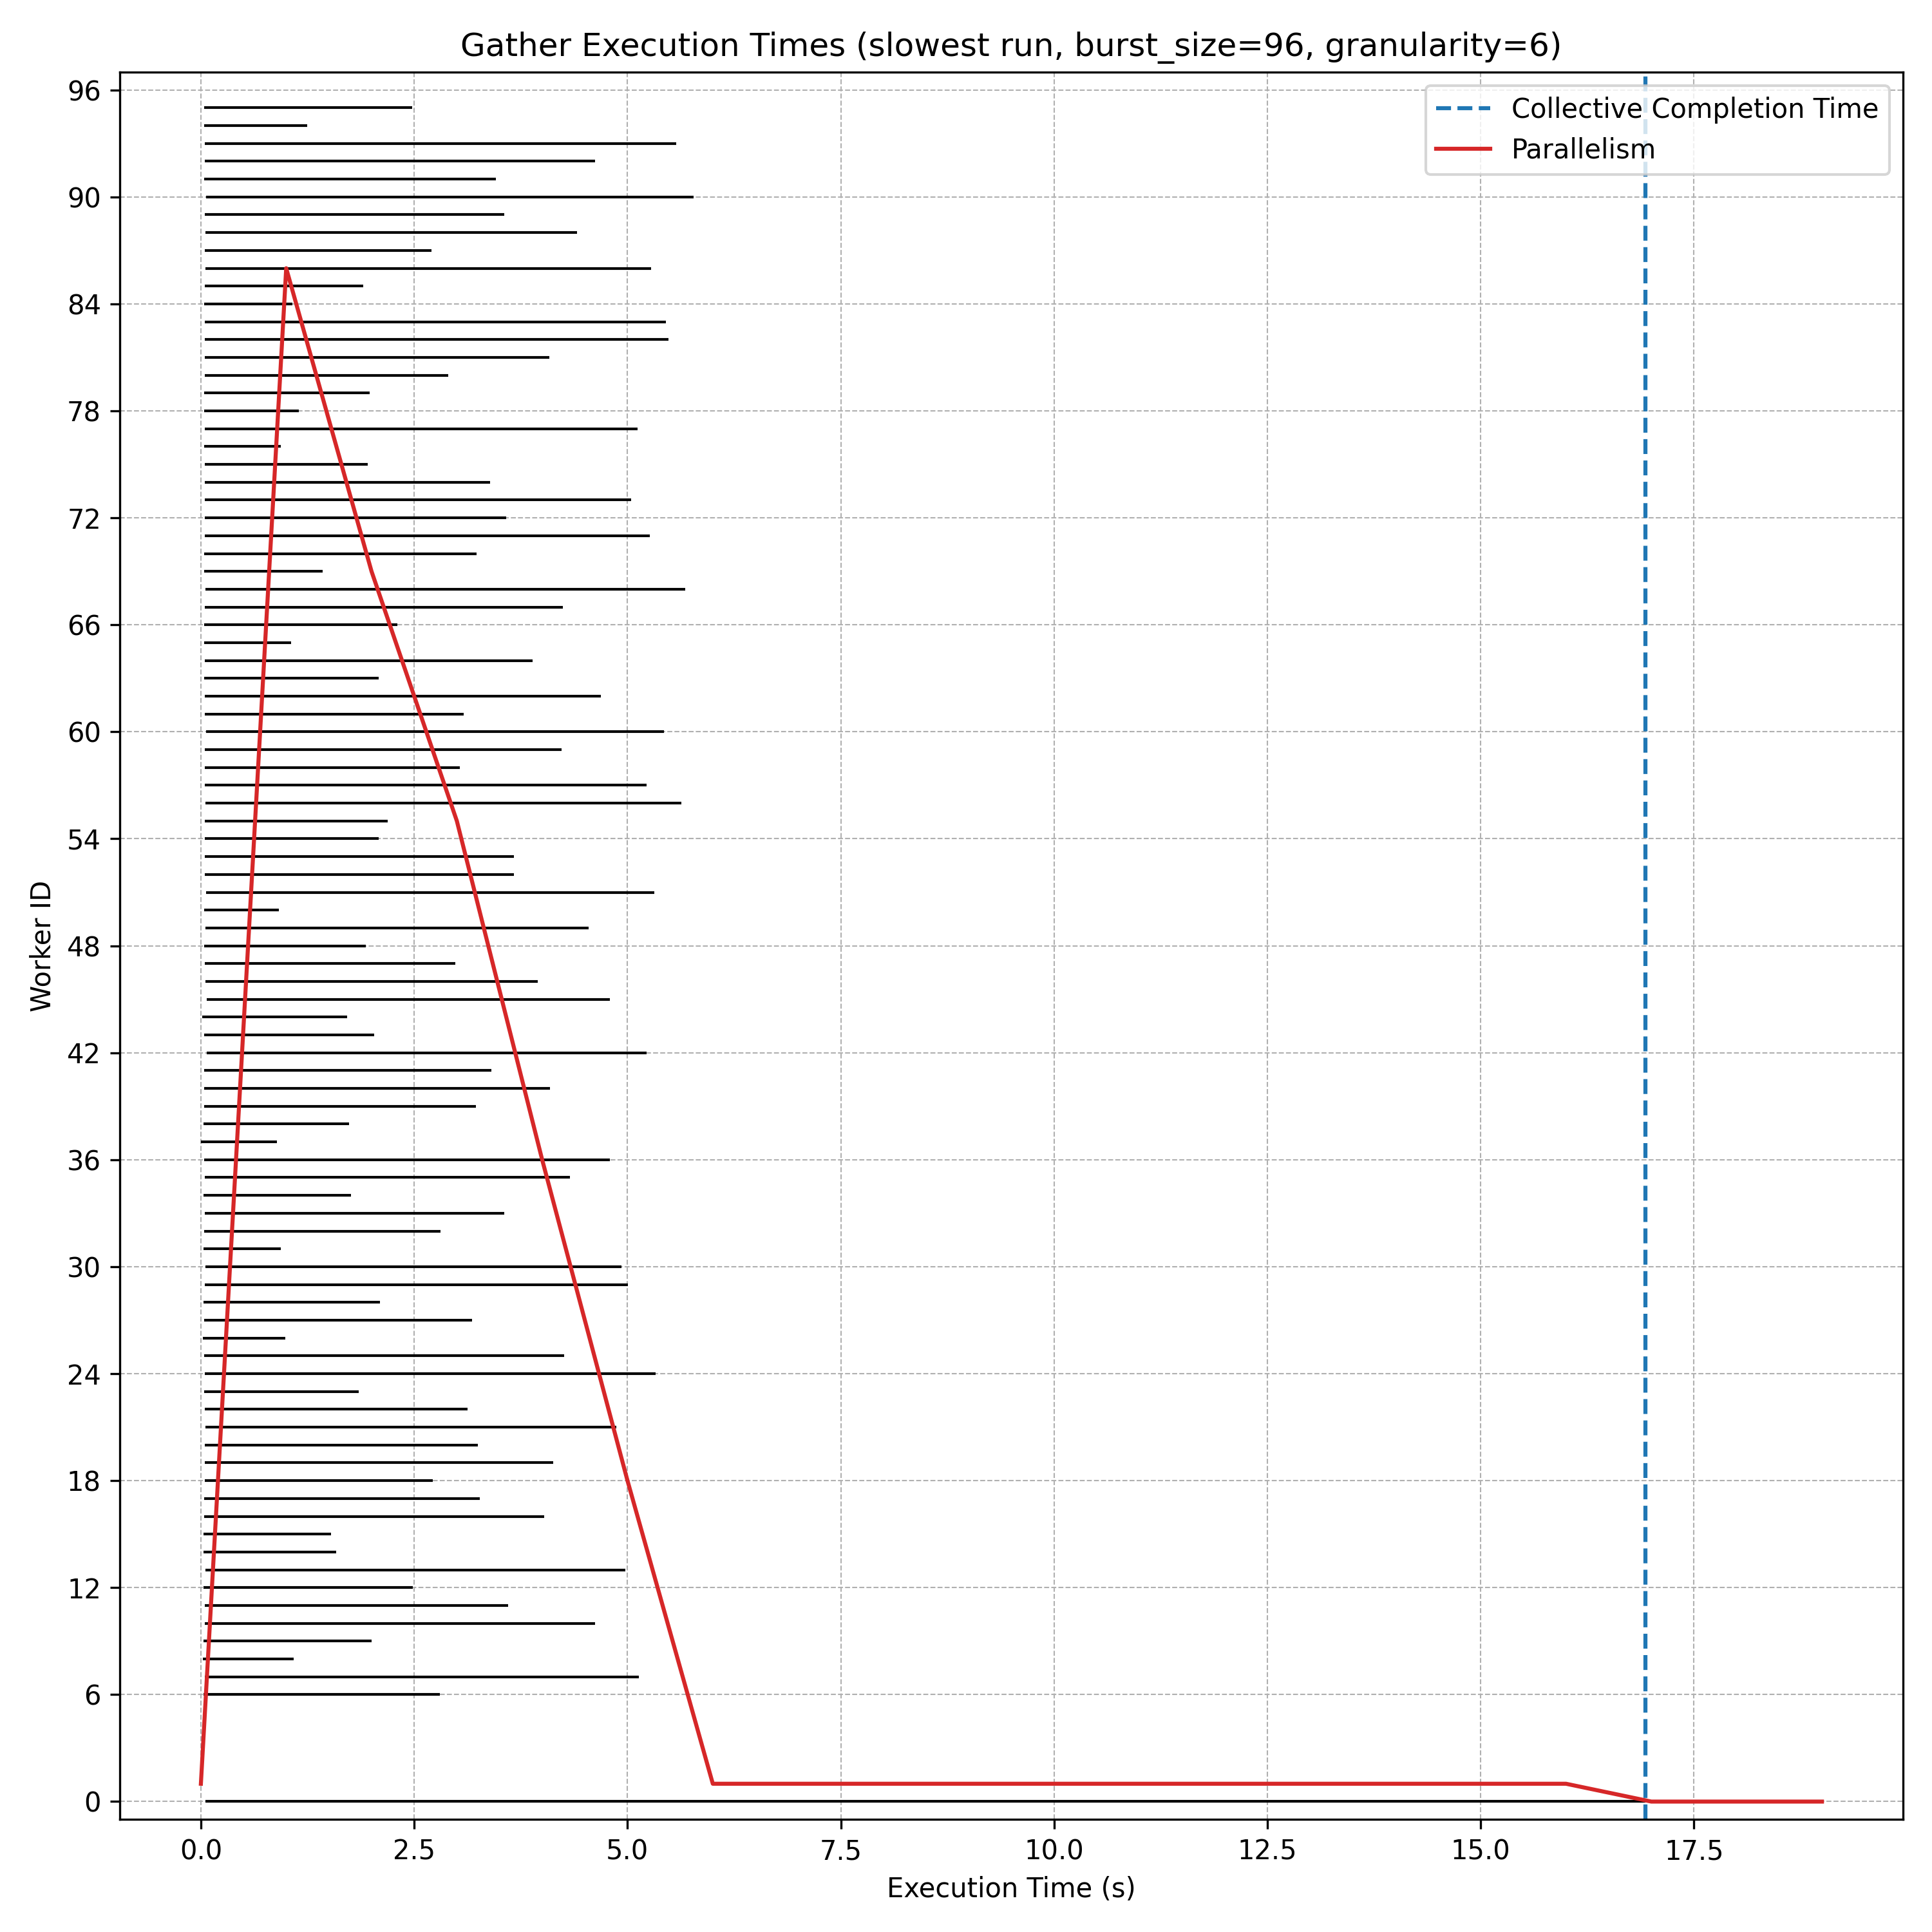 Gather Execution Times (slowest run, burst_size=96, granularity=6)
Collective Completion Time
Parallelism
96
90
84
78
72
66
60
54
48
42
36
30
24
18
12
6
0
Worker ID
0.0 2.5 5.0 7.5 10.0 12.5 15.0 17.5
Execution Time (s)